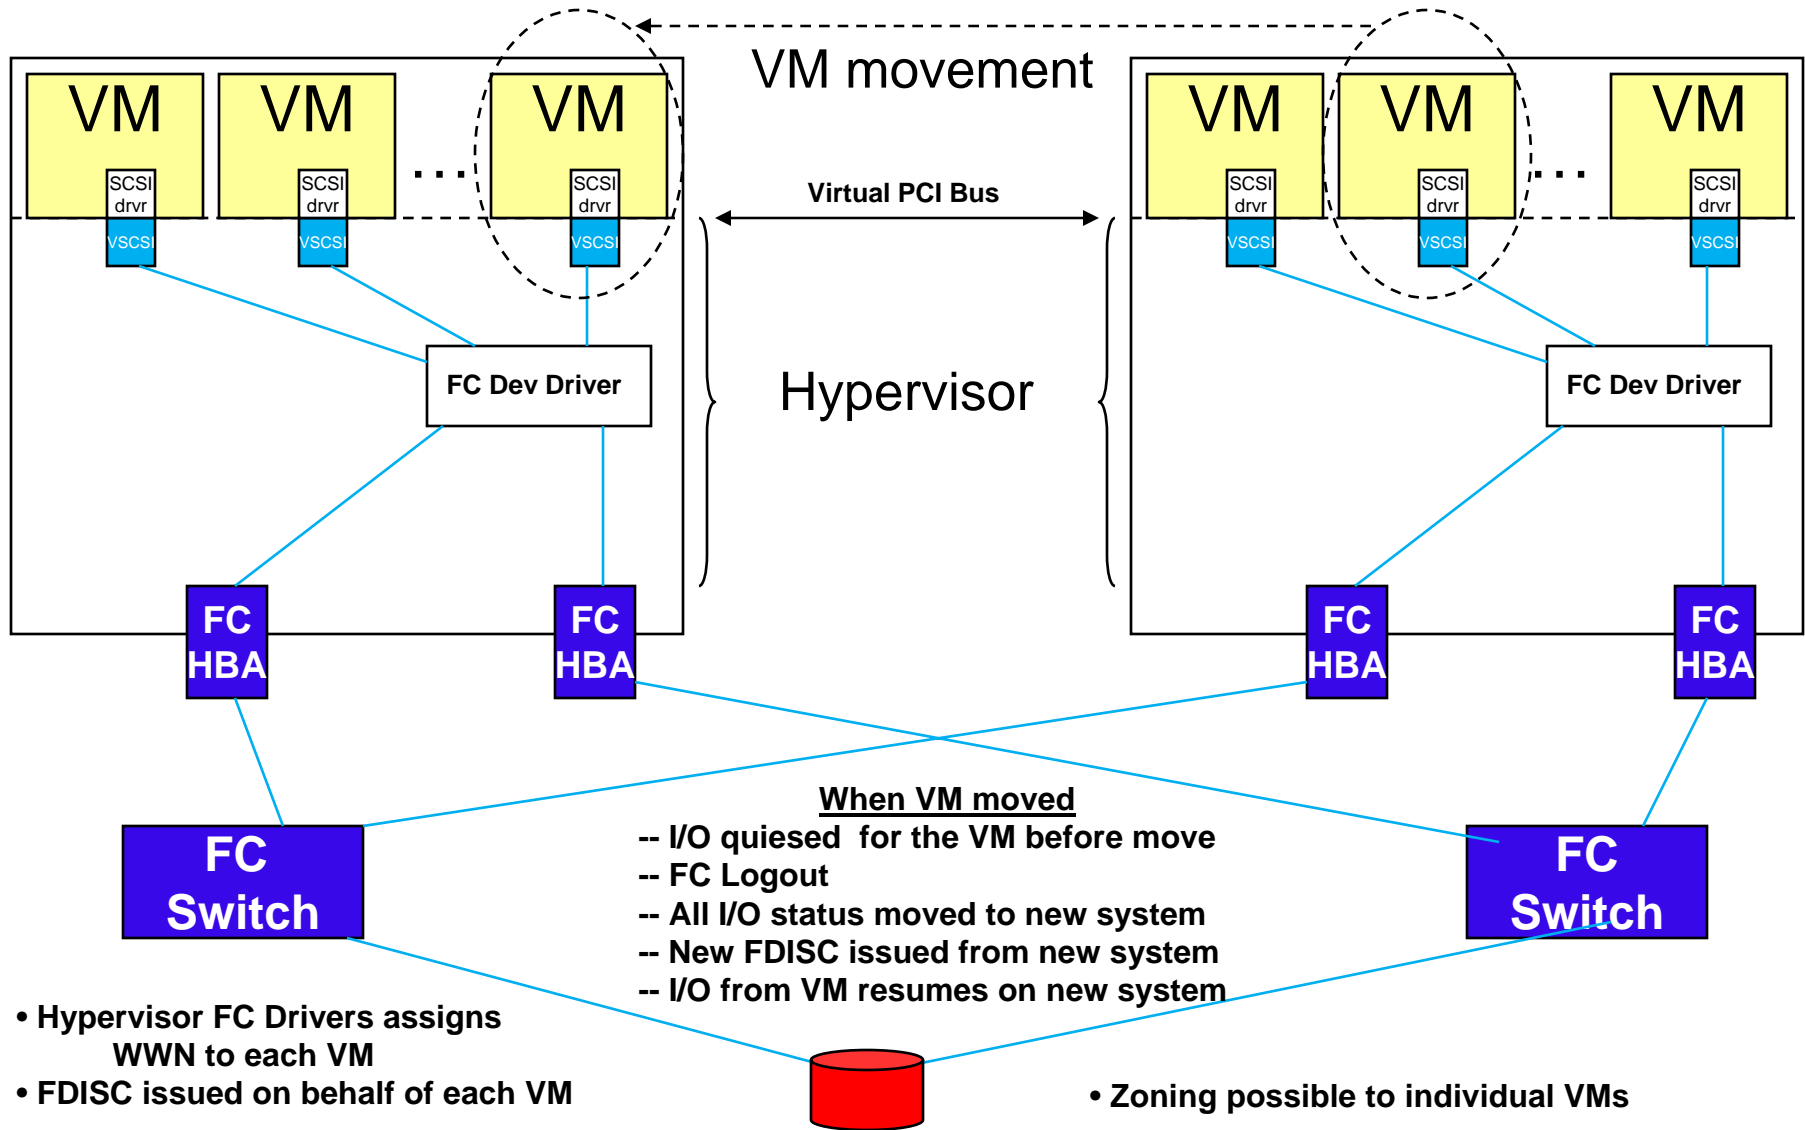 VM movement
VM VM ... VM
VM VM ... VM
SCSI drvr
SCSI drvr
SCSI drvr
SCSI drvr
SCSI drvr
SCSI drvr
Virtual PCI Bus
VSCSI VSCSI VSCSI
VSCSI VSCSI VSCSI
FC Dev Driver
Hypervisor
FC Dev Driver
FC
HBA
FC
HBA
FC
HBA
FC
HBA
FC
Switch
When VM moved
-- I/O quiesed for the VM before move
-- FC Logout
-- All I/O status moved to new system
-- New FDISC issued from new system
-- I/O from VM resumes on new system
FC
Switch
• Hypervisor FC Drivers assigns
WWN to each VM
• FDISC issued on behalf of each VM
• Zoning possible to individual VMs